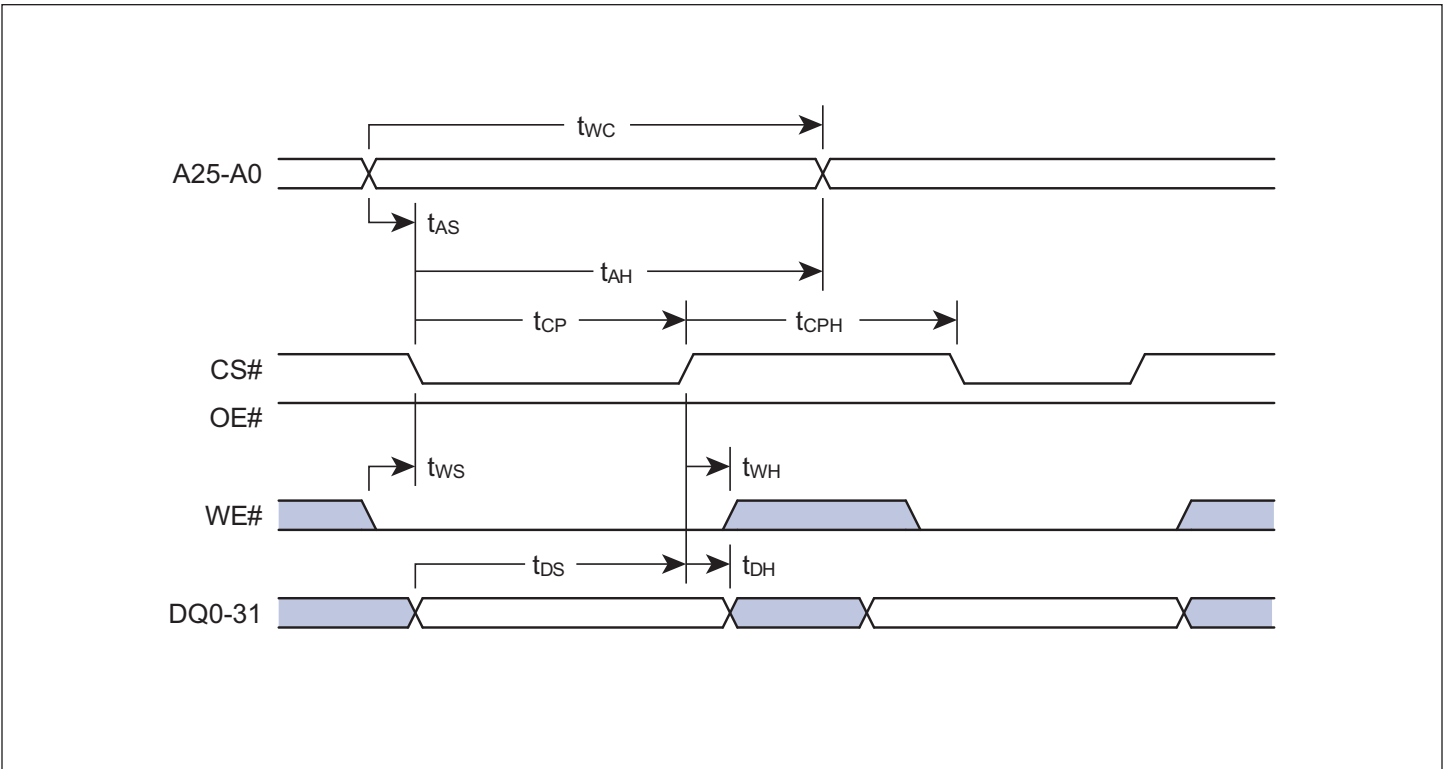 tWC
A25-A0
tAS
tAH
tCP
tCPH
CS#
OE#
tWS
tWH
WE#
tDS
tDH
DQ0-31